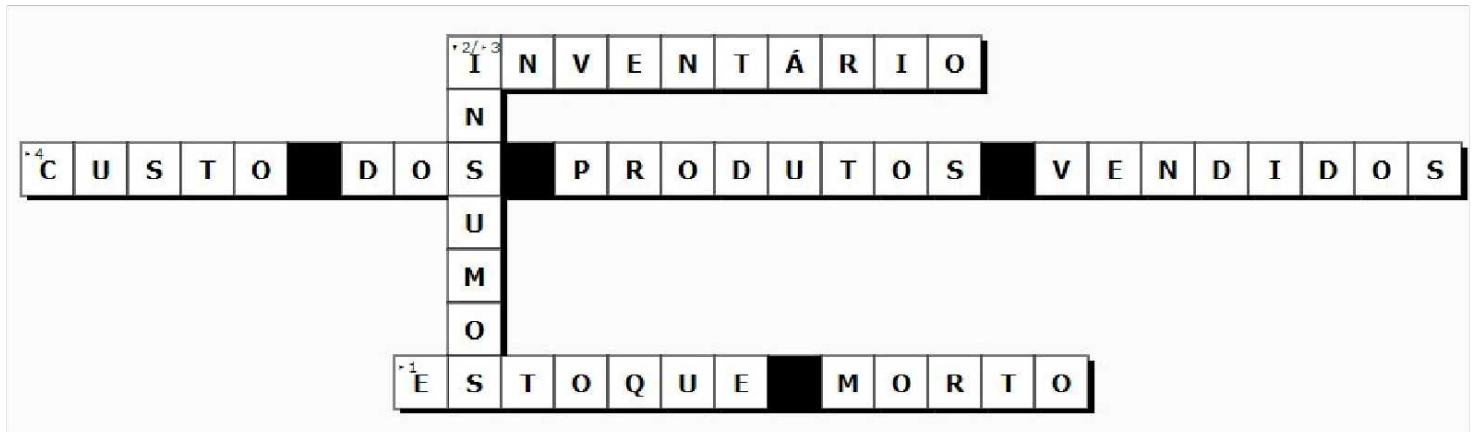 2/ 3
INVENTÁRIO
N
4
CUSTO DOS PRODUTOS VENDIDOS
U
M
O
1
ESTOQUE MORTO